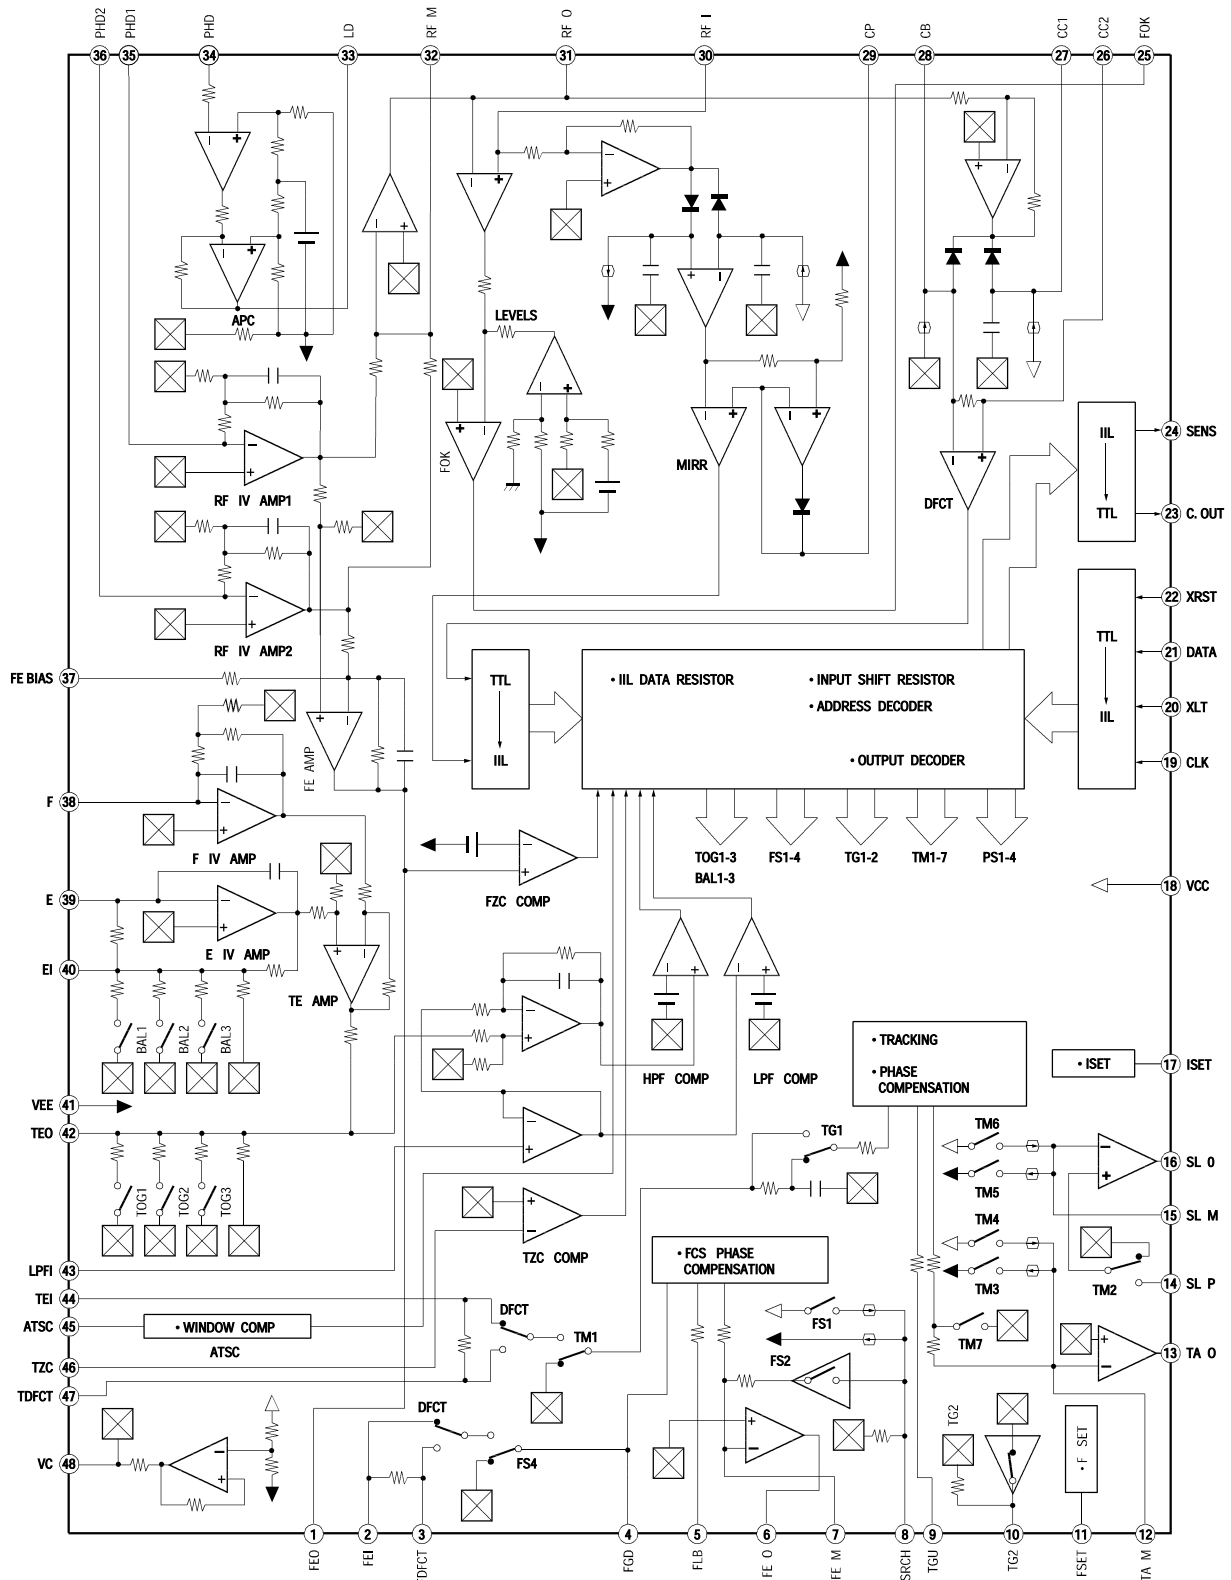 PHD2
PHD1
PHD
LD
RF M
RF O
RF I
CP
CB
CC1
CC2
FOK
36
35
34
33
32
31
30
29
28
27
26
25
APC
LEVELS
RF IV AMP1
FOK
MIRR
DFCT
IIL
TTL
24 SENS
23 C.OUT
RF IV AMP2
22 XRST
TTL
IIL
21 DATA
20 XLT
19 CLK
FE BIAS 37
TTL
IIL
• IIL DATA RESISTOR
• INPUT SHIFT RESISTOR
• ADDRESS DECODER
• OUTPUT DECODER
FE AMP
F 38
F IV AMP
TOG1-3
BAL1-3
FS1-4
TG1-2
TM1-7
PS1-4
FZC COMP
18 VCC
E 39
E IV AMP
EI 40
TE AMP
BAL1
BAL2
BAL3
HPF COMP
LPF COMP
• TRACKING
• PHASE
COMPENSATION
• ISET
17 ISET
VEE 41
TEO 42
TG1
TM6
TM5
16 SL O
15 SL M
TOG1
TOG2
TOG3
TZC COMP
TM4
TM3
TM2
14 SL P
• FCS PHASE
COMPENSATION
LPFI 43
TEI 44
ATSC 45
• WINDOW COMP
ATSC
DFCT
TM1
FS1
FS2
TM7
13 TA O
TZC 46
TDFCT 47
DFCT
FS4
TG2
• F SET
VC 48
1
2
3
4
5
6
7
8
9
10
11
12
FEO
FEI
TDFCT
FGD
FLB
FE O
FE M
SRCH
TGU
TG2
FSET
TA M